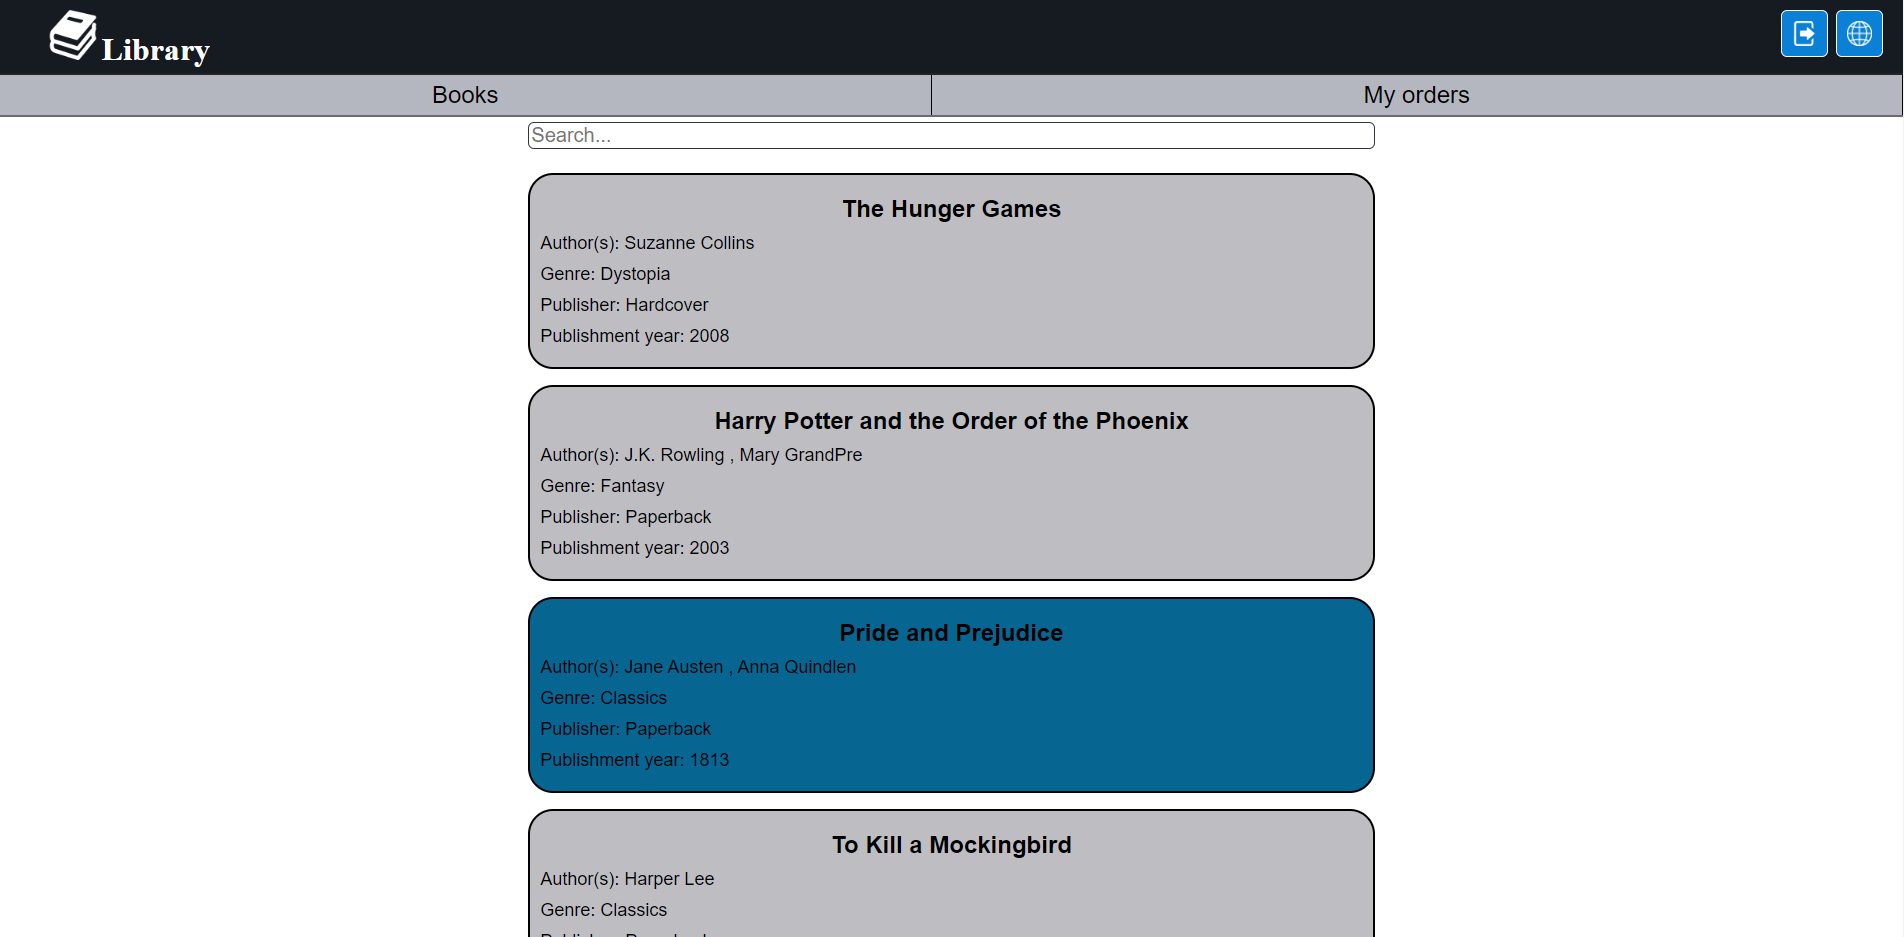 Library
Books
My orders
Search...
The Hunger Games
Author(s): Suzanne Collins
Genre: Dystopia
Publisher: Hardcover
Publishment year: 2008
Harry Potter and the Order of the Phoenix
Author(s): J.K. Rowling , Mary GrandPre
Genre: Fantasy
Publisher: Paperback
Publishment year: 2003
Pride and Prejudice
Author(s): Jane Austen , Anna Quindlen
Genre: Classics
Publisher: Paperback
Publishment year: 1813
To Kill a Mockingbird
Author(s): Harper Lee
Genre: Classics